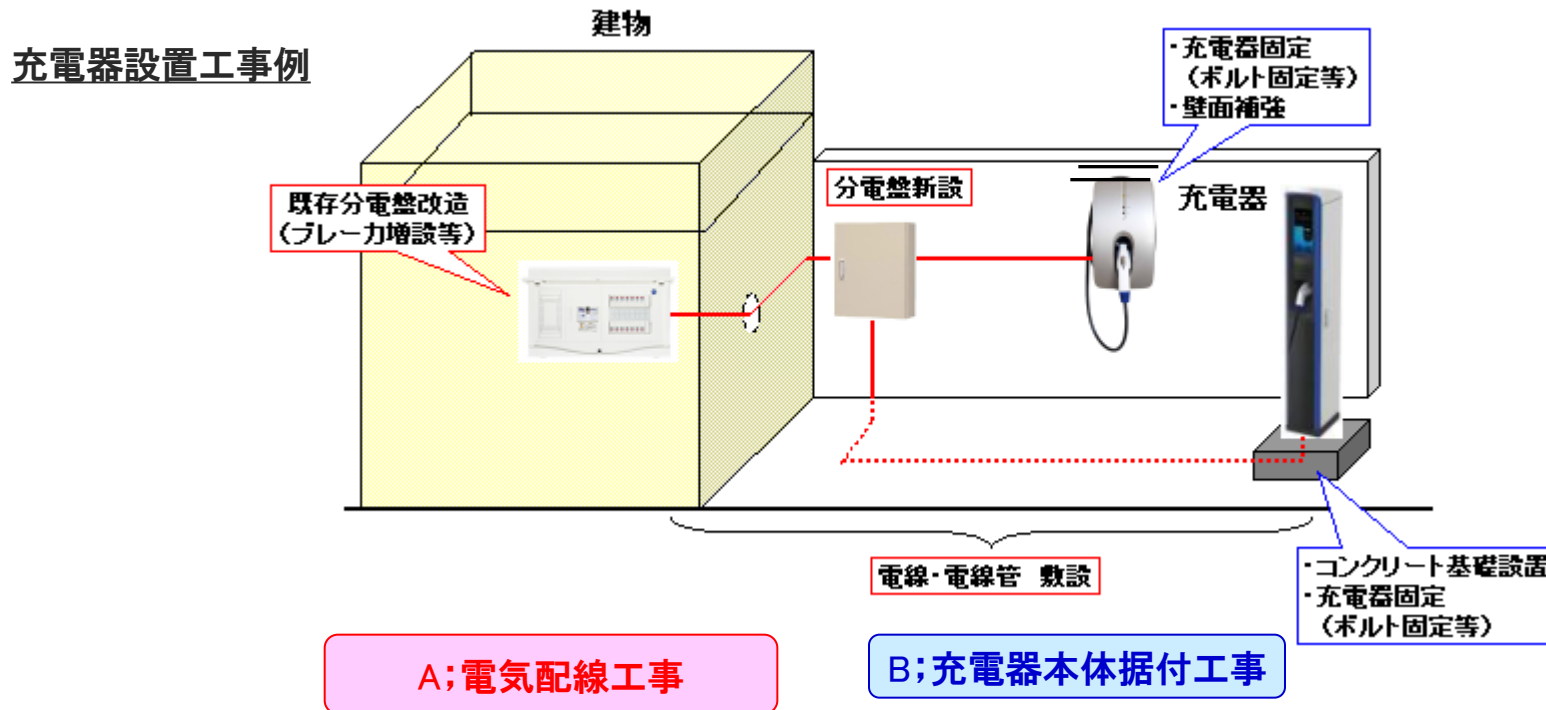 建物
充電器設置工事例
・充電器固定
（ボルト固定等）
・壁面補強
既存分電盤改造
（ブレーカ増設等）
分電盤新設
充電器
電線・電線管 敷設
・コンクリート基礎設置
・充電器固定
（ボルト固定等）
A;電気配線工事
B;充電器本体据付工事